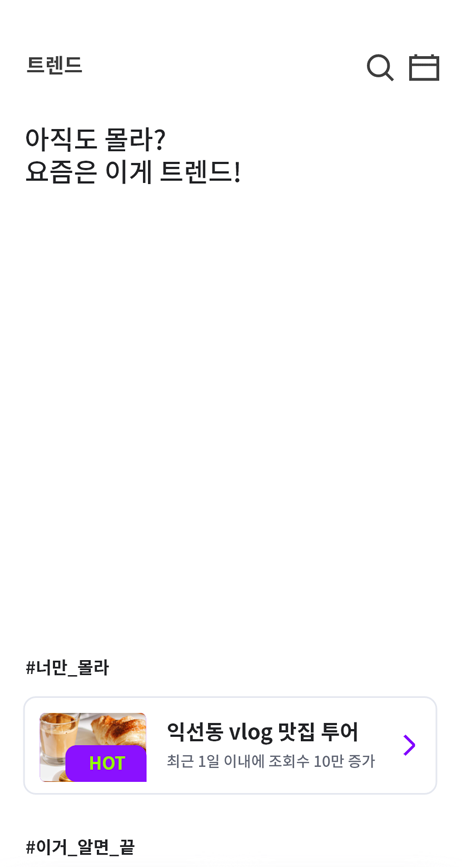 트렌드
아직도 몰라?
요즘은 이게 트렌드!
#너만_몰라
HOT
익선동 vlog 맛집 투어
최근 1일 이내에 조회수 10만 증가
#이거_알면_끝